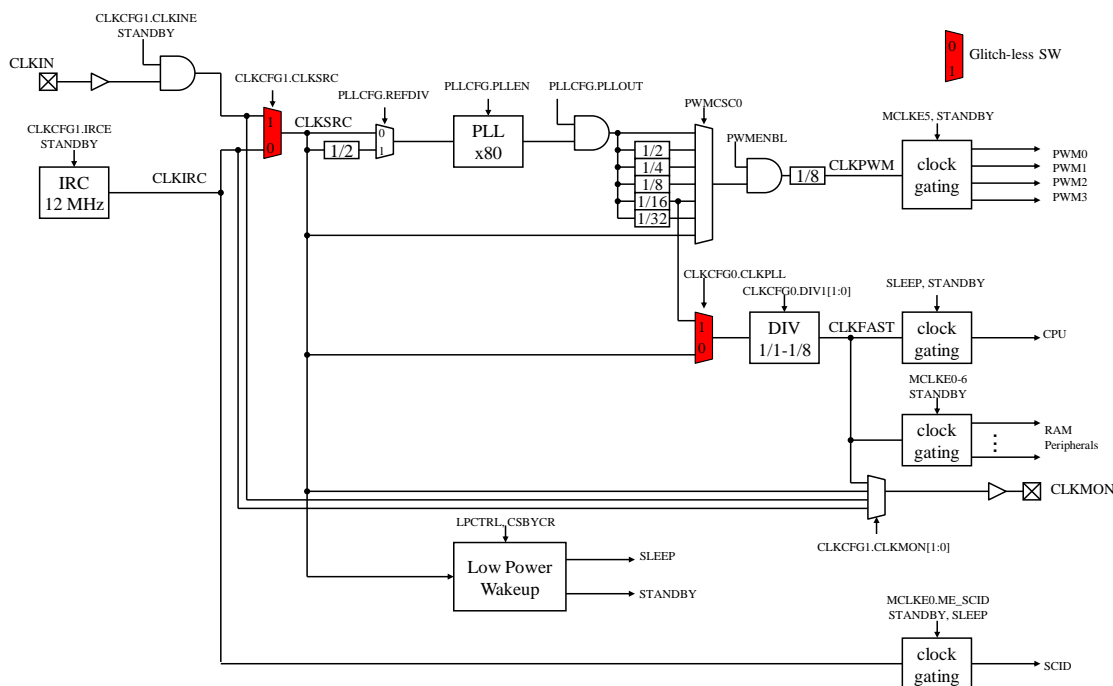 CLKCFG1.CLKINE
STANDBY
CLKIN
CLKCFG1.CLKSRC
PLLCFG.REFDIV
PLLCFG.PLLEN
PLLCFG.PLLOUT
PWMCSC0
0
1
Glitch-less SW
CLKCFG1.IRCE
STANDBY
IRC
12 MHz
CLKIRC
1
0
CLKSRC
1/2
0
1
PLL
x80
1/2
1/4
1/8
1/16
1/32
PWMENBL
1/8
CLKPWM
MCLKE5, STANDBY
clock
gating
PWM0
PWM1
PWM2
PWM3
CLKCFG0.CLKPLL
CLKCFG0.DIV1[1:0]
1
0
DIV
1/1-1/8
CLKFAST
SLEEP, STANDBY
clock
gating
CPU
MCLKE0-6
STANDBY
clock
gating
RAM
⋮
Peripherals
CLKMON
CLKCFG1.CLKMON[1:0]
LPCTRL, CSBYCR
Low Power
Wakeup
SLEEP
STANDBY
MCLKE0.ME_SCID
STANDBY, SLEEP
clock
gating
SCID